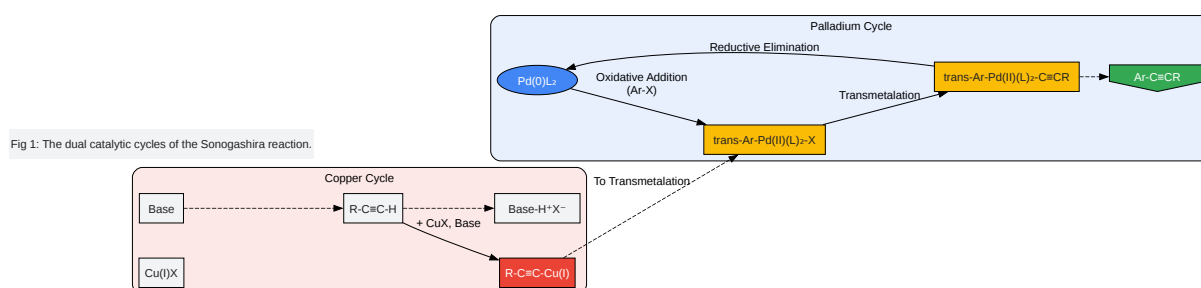 Palladium Cycle
Reductive Elimination
Pd(0)L₂
Oxidative Addition
(Ar-X)
trans-Ar-Pd(II)(L)₂-C≡CR
Ar-C≡CR
Transmetalation
trans-Ar-Pd(II)(L)₂-X
Fig 1: The dual catalytic cycles of the Sonogashira reaction.
Copper Cycle
To Transmetalation
Base
R-C≡C-H
Base-H⁺X⁻
+ CuX, Base
Cu(I)X
R-C≡C-Cu(I)